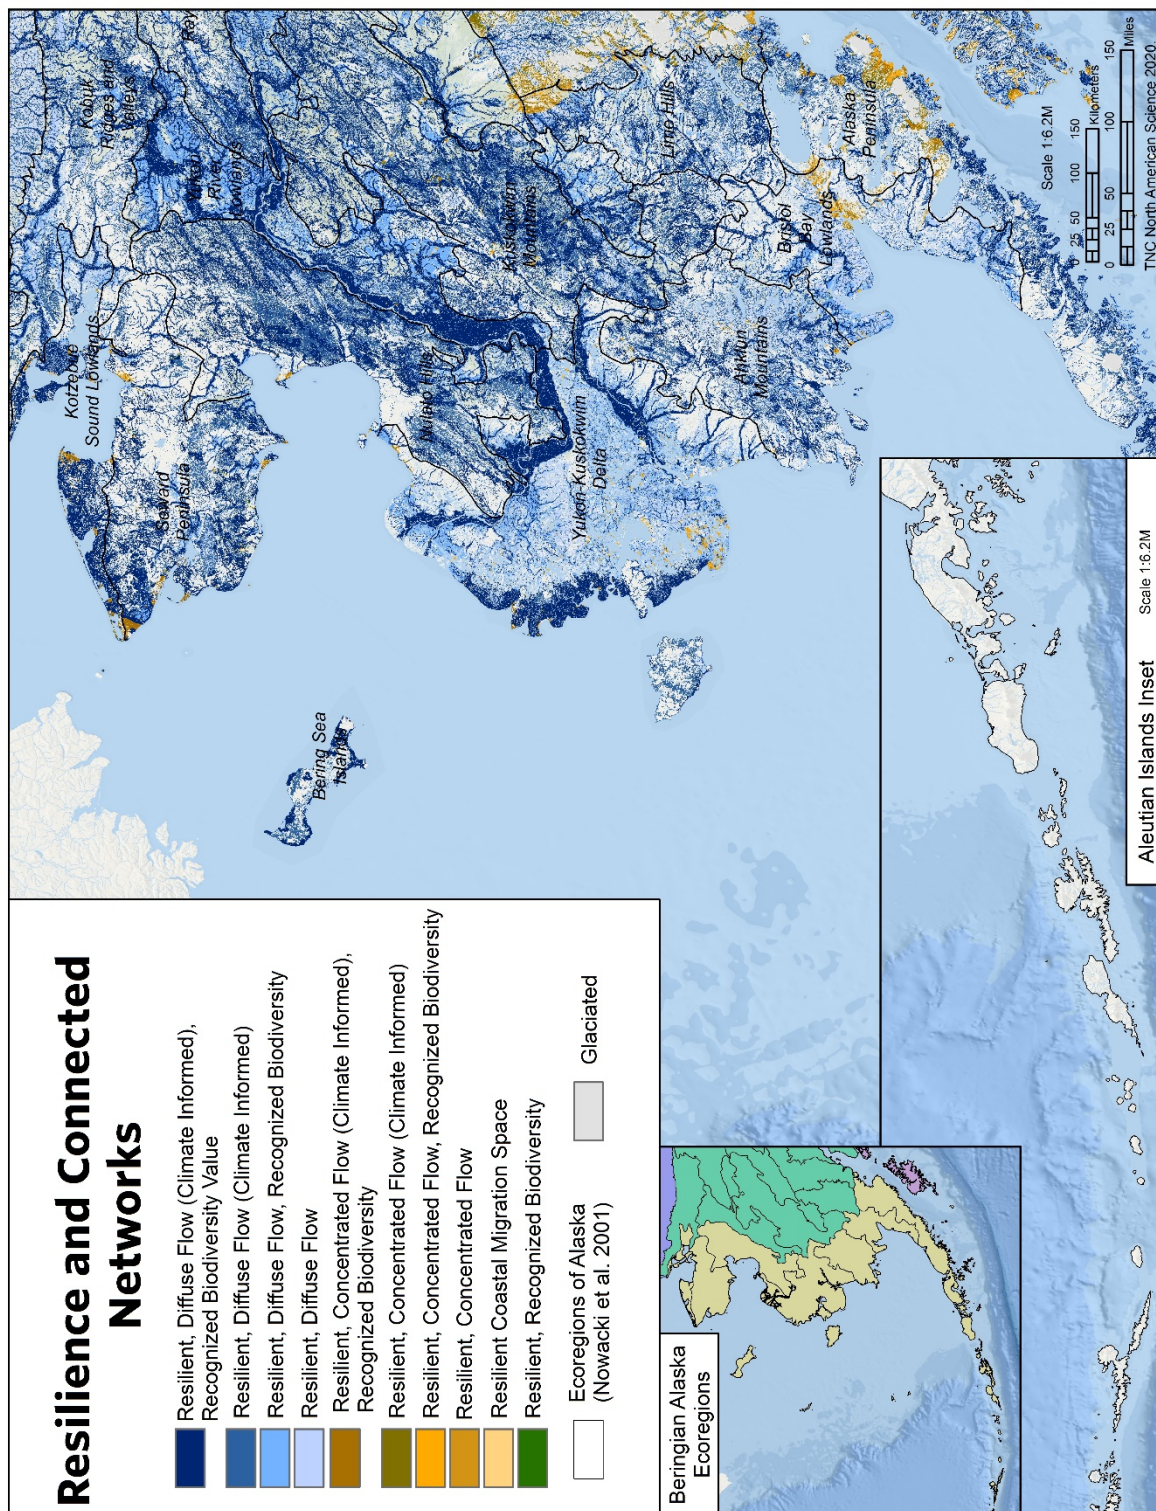 Resilience and Connected
Networks
Resilient, Diffuse Flow (Climate Informed),
Recognized Biodiversity Value
Resilient, Diffuse Flow (Climate Informed)
Resilient, Diffuse Flow, Recognized Biodiversity
Resilient, Diffuse Flow
Resilient, Concentrated Flow (Climate Informed),
Recognized Biodiversity
Resilient, Concentrated Flow (Climate Informed)
Resilient, Concentrated Flow, Recognized Biodiversity
Resilient, Concentrated Flow
Resilient Coastal Migration Space
Resilient, Recognized Biodiversity
Ecoregions of Alaska
(Nowacki et al. 2001)
Glaciated
Beringian Alaska
Ecoregions
Kotzebue
Sound Lowlands
Kobuk
Ridges and
Valleys
Ray
Seward
Peninsula
Yukon
River
Lowlands
Bering Sea
Islands
Nulato Hills
Kuskokwim
Mountains
Yukon-Kuskokwim
Delta
Lime Hills
Ahklun
Mountains
Bristol
Bay
Lowlands
Alaska
Peninsula
Scale 1:6.2M
0 25 50 100 150
Kilometers
0 25 50 100 150
Miles
TNC North American Science 2020
Aleutian Islands Inset
Scale 1:6.2M